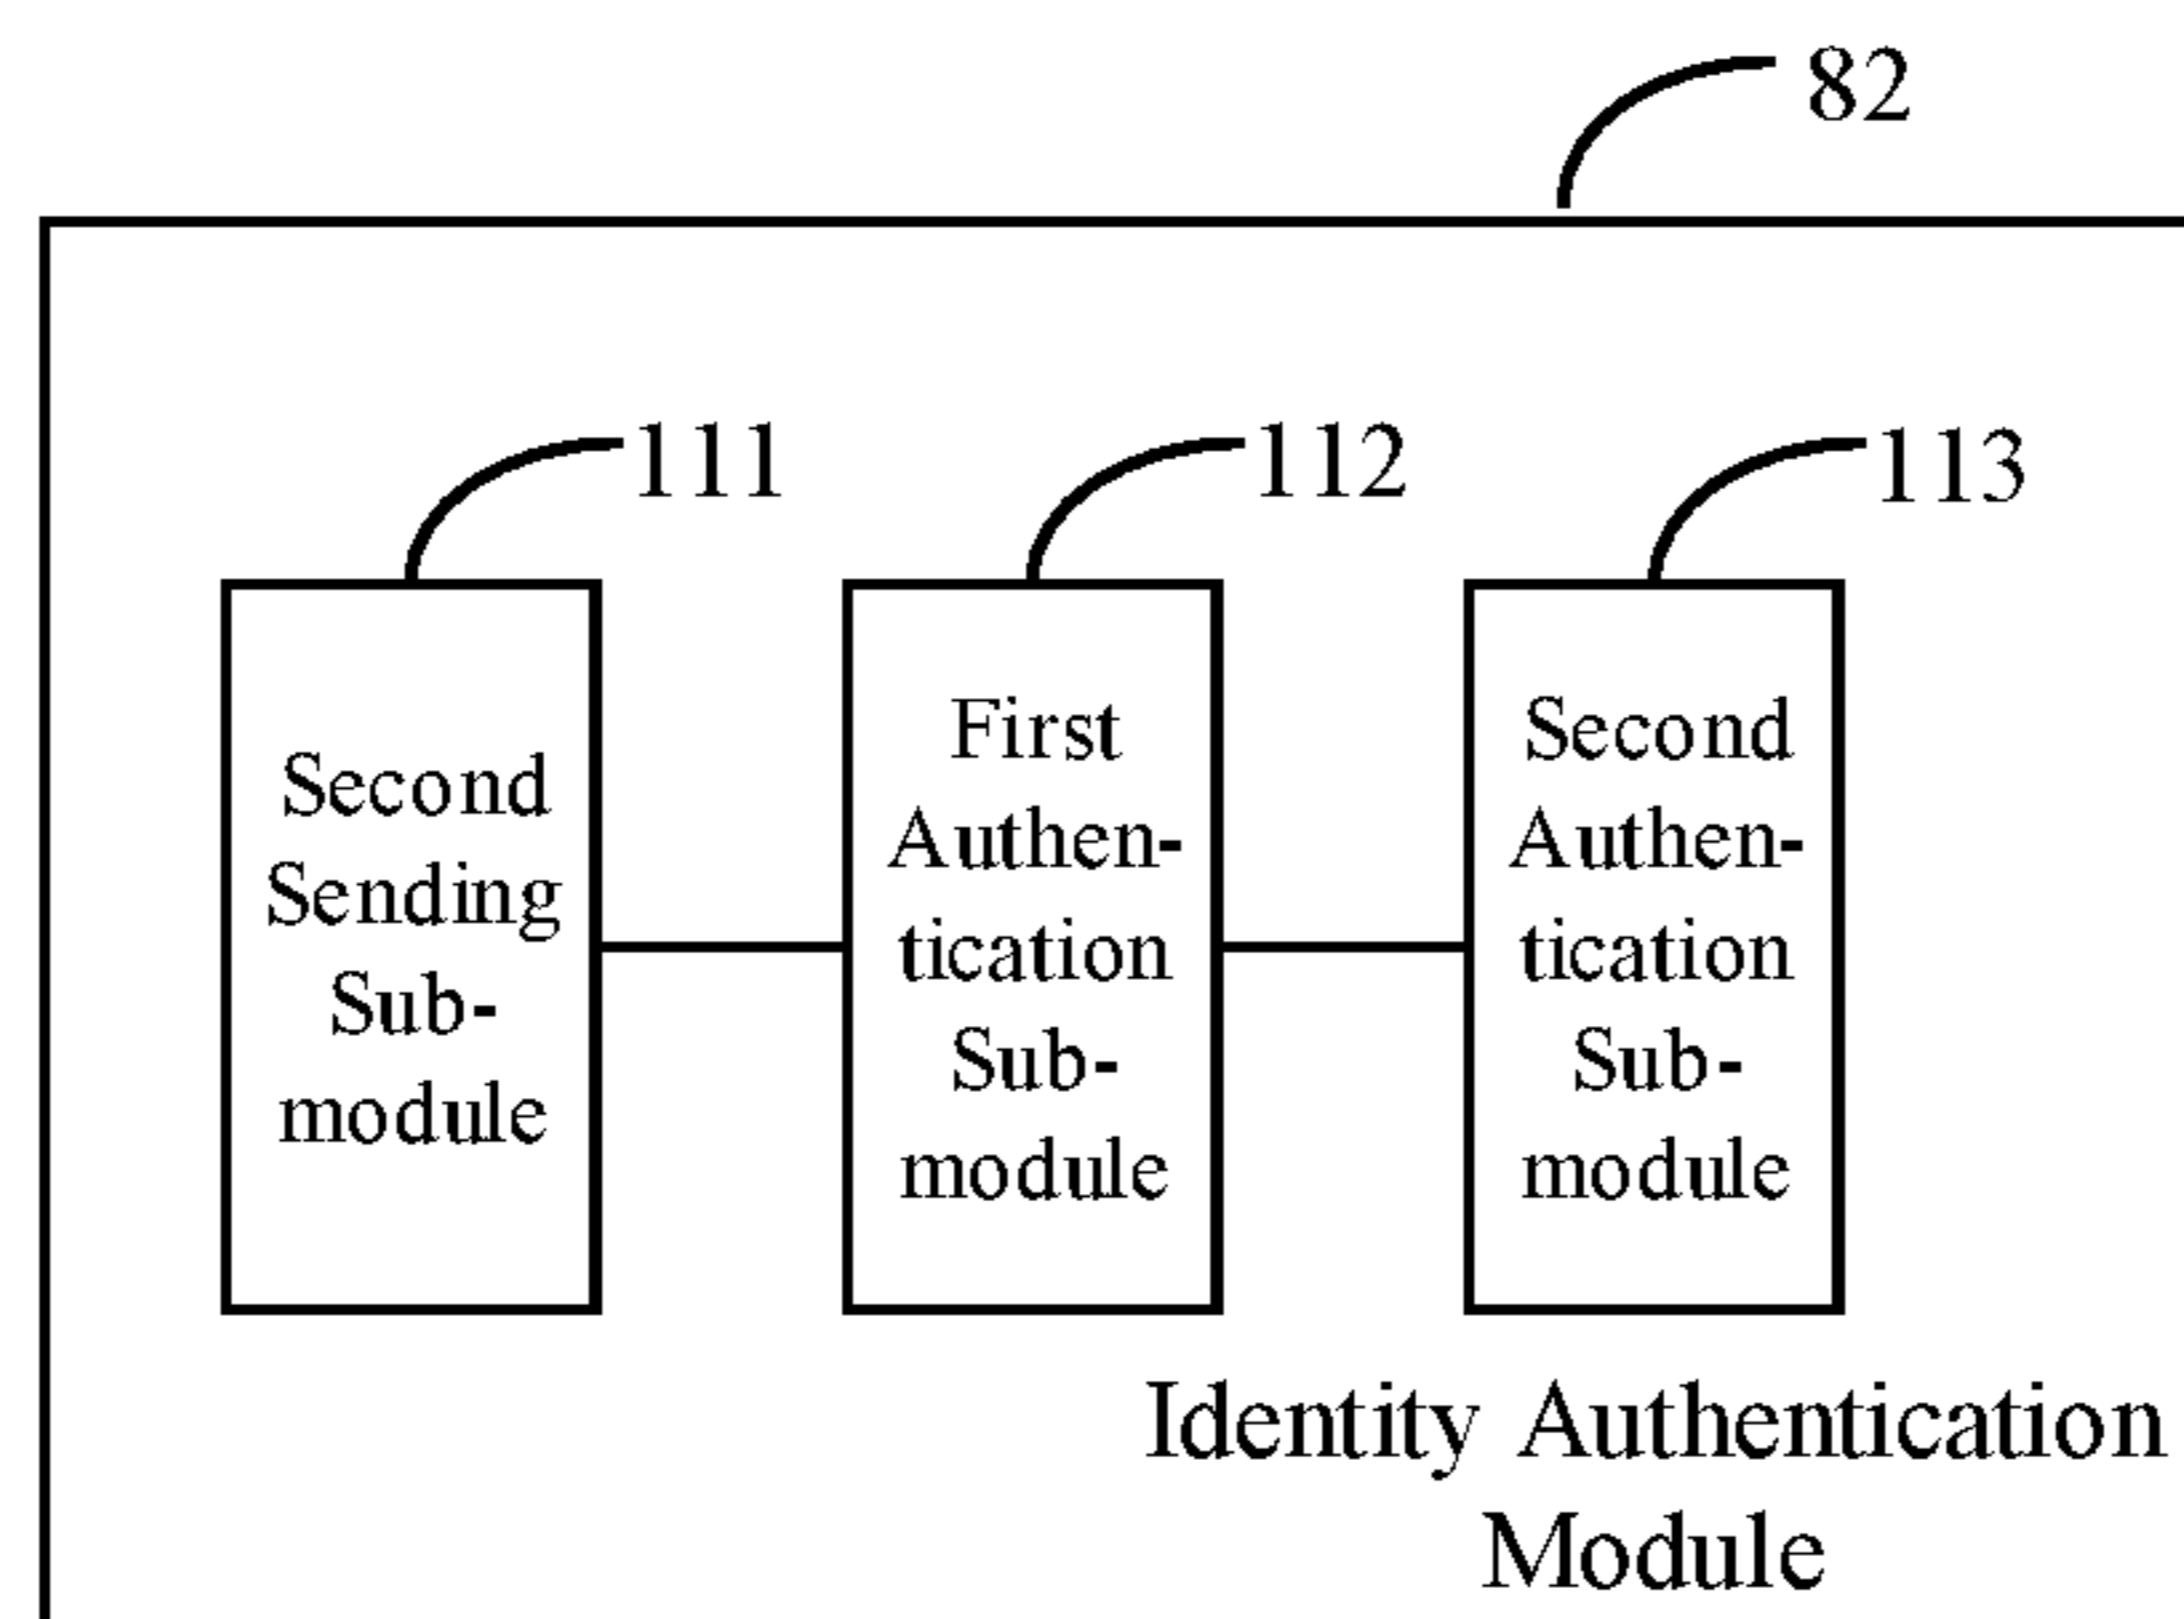 82
111
112
113
Second
Sending
Sub-
module
First
Authen-
tication
Sub-
module
Second
Authen-
tication
Sub-
module
Identity Authentication
Module